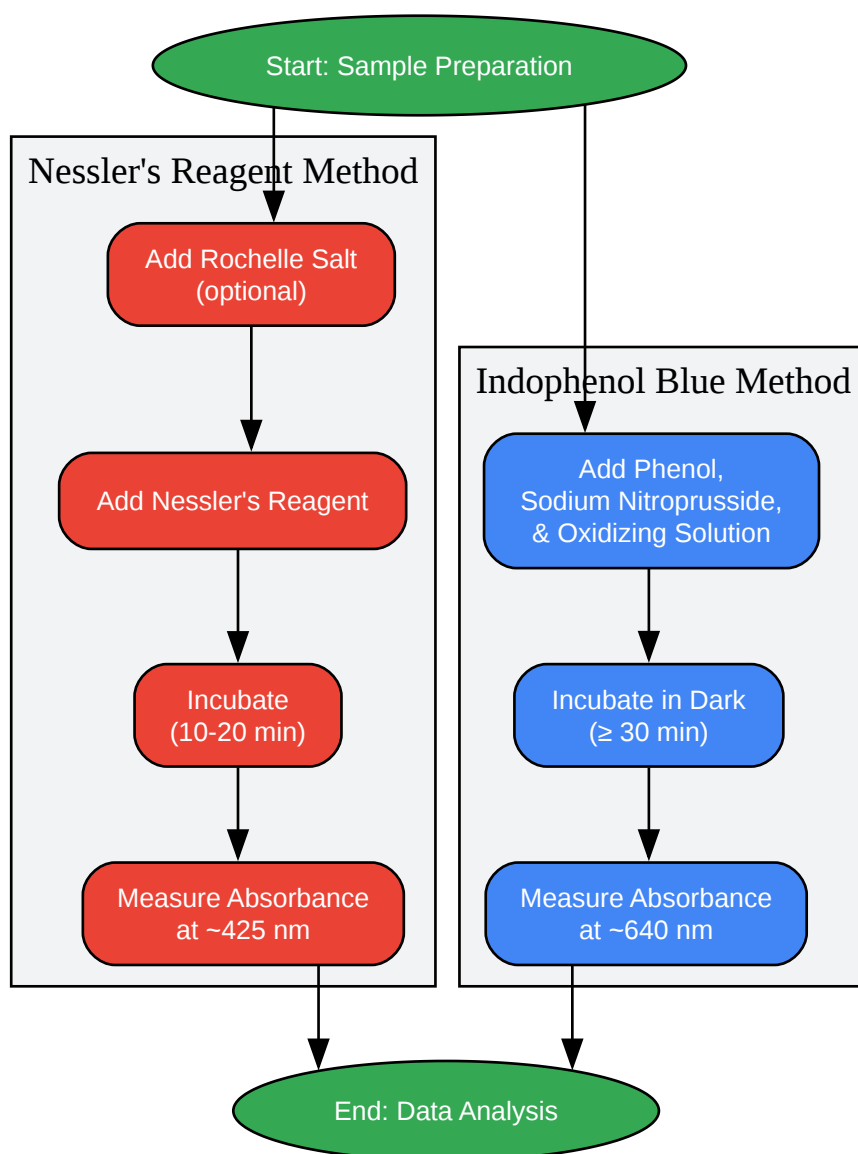 Start: Sample Preparation
Nessler's Reagent Method
Add Rochelle Salt
(optional)
Add Nessler's Reagent
Incubate
(10-20 min)
Measure Absorbance
at ~425 nm
Indophenol Blue Method
Add Phenol,
Sodium Nitroprusside,
& Oxidizing Solution
Incubate in Dark
(≥ 30 min)
Measure Absorbance
at ~640 nm
End: Data Analysis